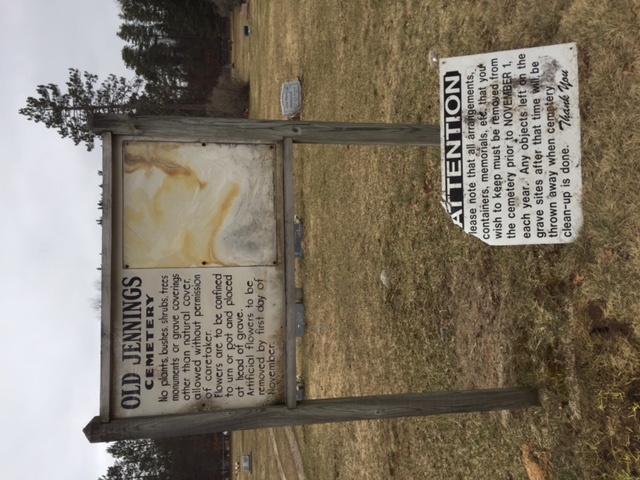 OLD JENNINGS
CEMETERY
No plants, bushes, shrubs, trees
monuments or grave coverings
other than natural cover,
allowed without permission
of caretaker.
Flowers are to be confined
to urn or pot and placed
at head of grave.
Artificial flowers to be
removed by first day of
November.
ATTENTION
lease note that all arrangements,
containers, memorials, etc. that you
wish to keep must be removed from
the cemetery prior to NOVEMBER 1,
each year. Any objects left on the
grave sites after that time will be
thrown away when cemetery
clean-up is done. Thank You